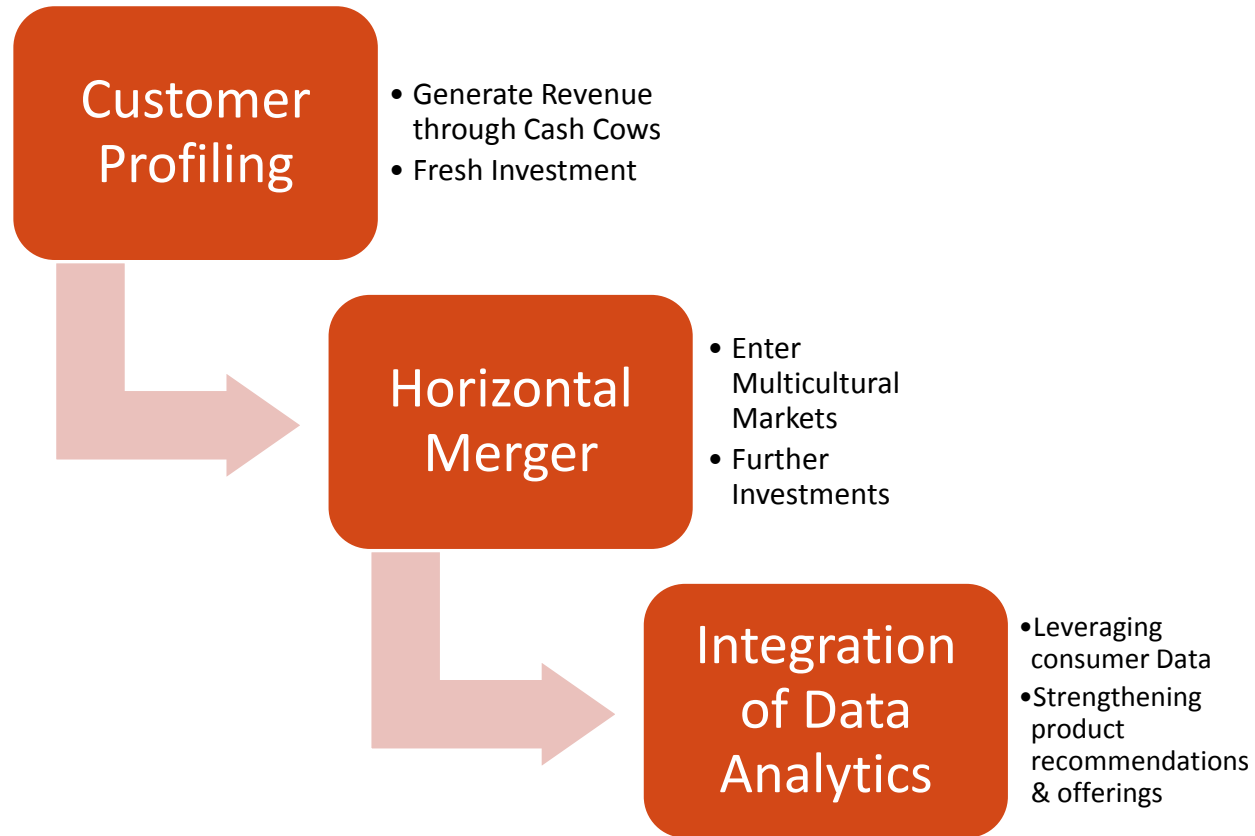 Customer
Profiling
• Generate Revenue
through Cash Cows
• Fresh Investment
Horizontal
Merger
• Enter
Multicultural
Markets
• Further
Investments
Integration
of Data
Analytics
•Leveraging
consumer Data
•Strengthening
product
recommendations
& offerings